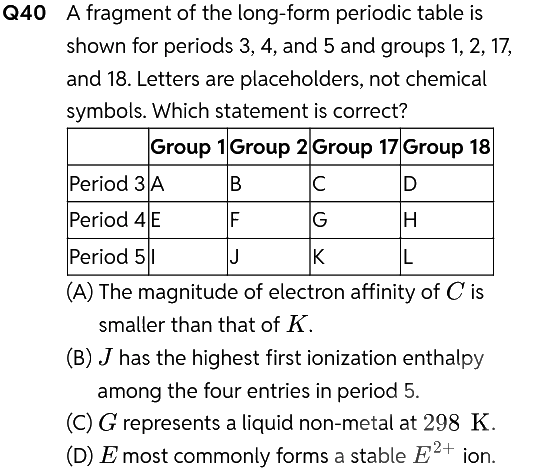 Q40 A fragment of the long-form periodic table is
shown for periods 3, 4, and 5 and groups 1, 2, 17,
and 18. Letters are placeholders, not chemical
symbols. Which statement is correct?
Group 1 Group 2 Group 17 Group 18
Period 3 A B C D
Period 4 E F G H
Period 5 I J K L
(A) The magnitude of electron affinity of C is
smaller than that of K.
(B) J has the highest first ionization enthalpy
among the four entries in period 5.
(C) G represents a liquid non-metal at 298 K.
(D) E most commonly forms a stable E²⁺ ion.